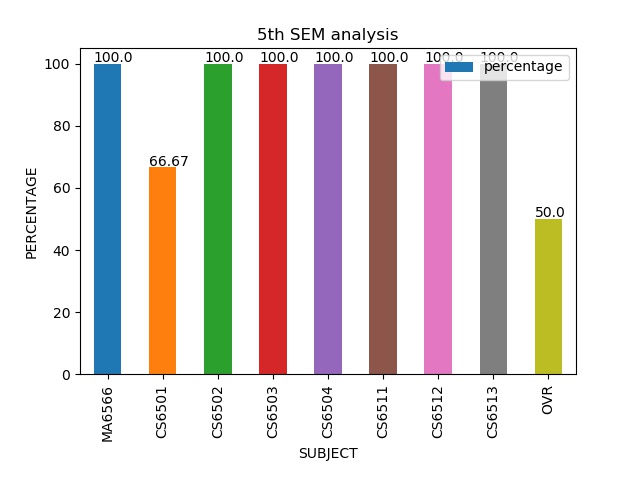 5th SEM analysis
100.0 100.0 100.0 100.0 100.0 100.0 100.0
percentage
66.67
50.0
100
80
60
40
20
0
PERCENTAGE
MA6566 CS6501 CS6502 CS6503 CS6504 CS6511 CS6512 CS6513 OVR
SUBJECT